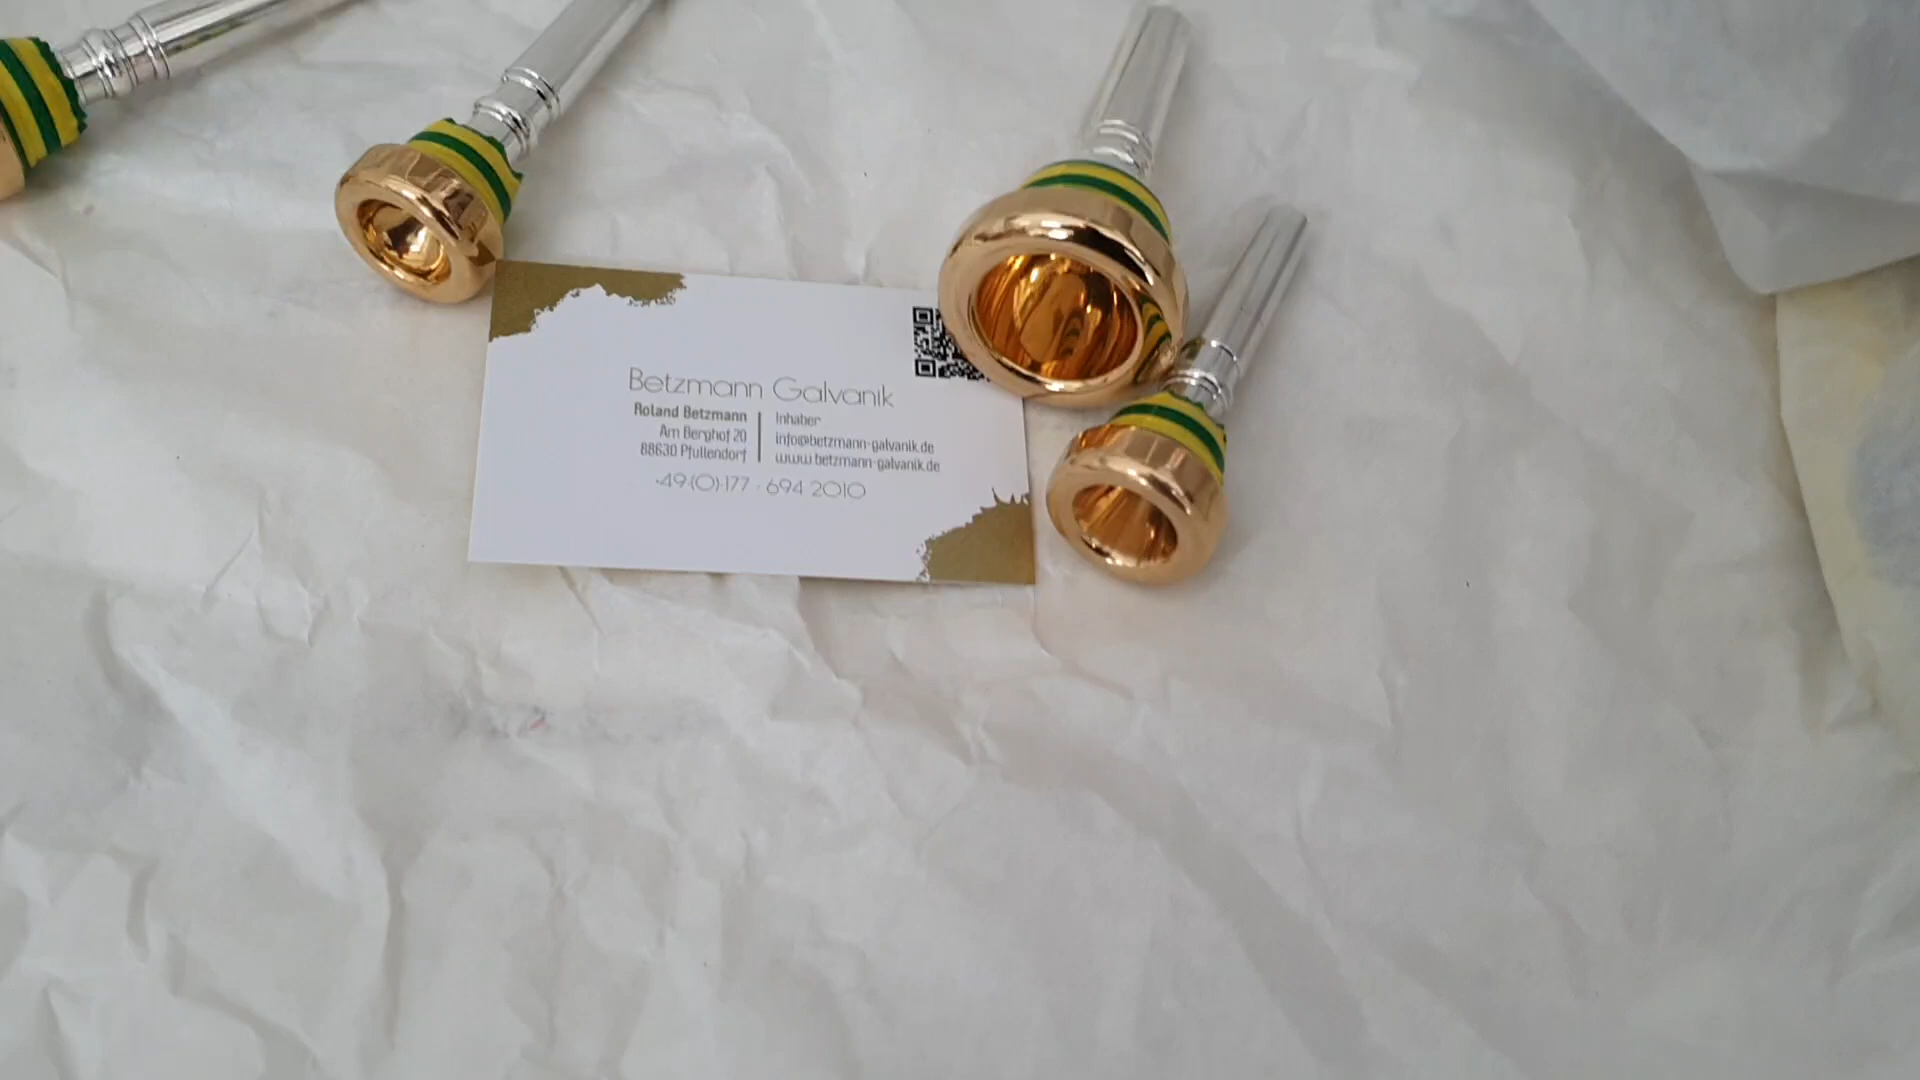 Betzmann Galvanik
Roland Betzmann
Am Berghof 20
88630 Pfullendorf
Inhaber
info@betzmann-galvanik.de
www.betzmann-galvanik.de
+49-(0)-177 - 694 2010